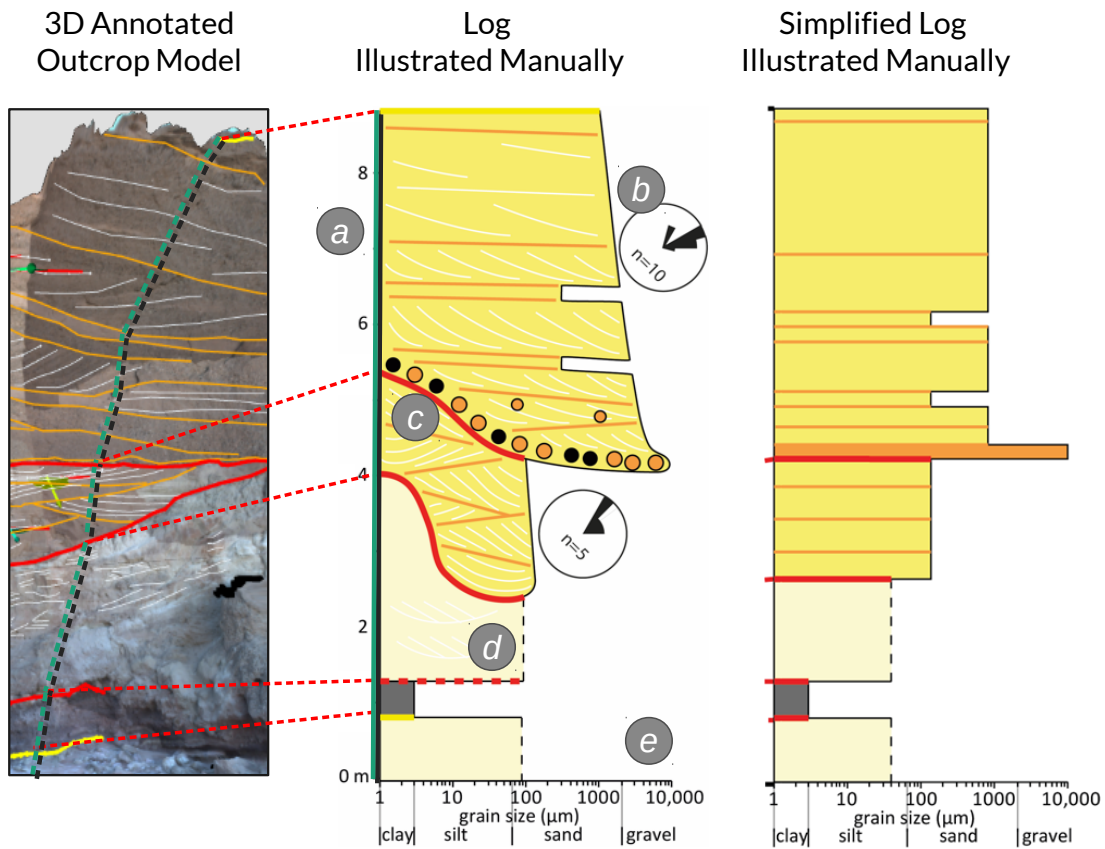 3D Annotated
Outcrop Model
Log
Illustrated Manually
Simplified Log
Illustrated Manually
a
b
c
d
e
8
6
4
2
0 m
n=10
n=5
1 10 100 1000 10,000
grain size (µm)
clay silt sand gravel
1 10 100 1000 10,000
grain size (µm)
clay silt sand gravel